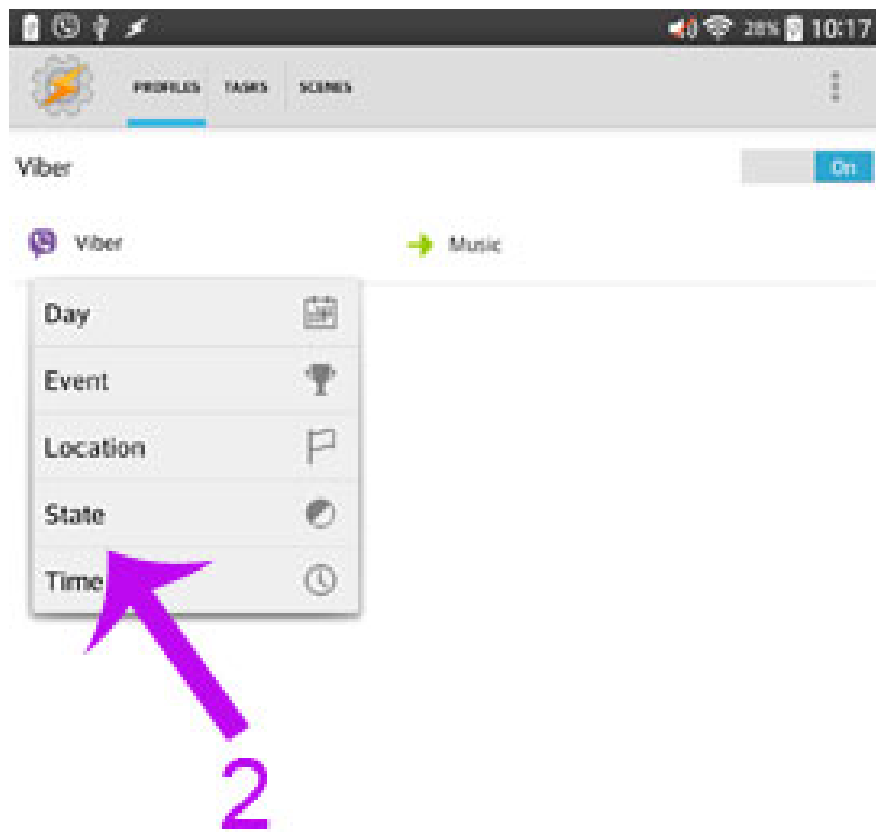 28% 10:17
PROFILES TASKS SCENES
Viber
On
Viber
Music
Day
Event
Location
State
Time
2